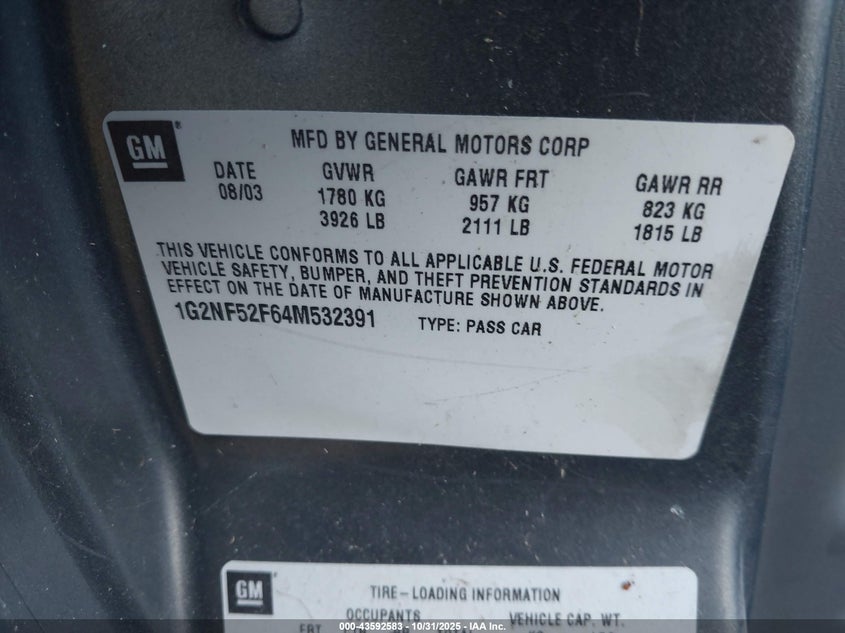 GM
MFD BY GENERAL MOTORS CORP
DATE GVWR GAWR FRT GAWR RR
08/03 1780 KG 957 KG 823 KG
3926 LB 2111 LB 1815 LB
THIS VEHICLE CONFORMS TO ALL APPLICABLE U.S. FEDERAL MOTOR
VEHICLE SAFETY, BUMPER, AND THEFT PREVENTION STANDARDS IN
EFFECT ON THE DATE OF MANUFACTURE SHOWN ABOVE.
1G2NF52F64M532391 TYPE: PASS CAR
GM
TIRE-LOADING INFORMATION
OCCUPANTS VEHICLE CAP. WT.
FRT
© 000-43592583 - 10/31/2025 - IAA Inc.